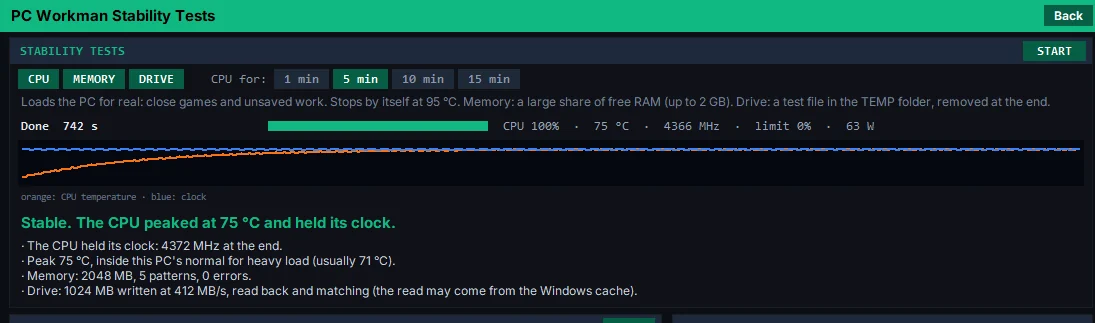 PC Workman Stability Tests
Back
STABILITY TESTS
START
CPU MEMORY DRIVE CPU for: 1 min 5 min 10 min 15 min
Loads the PC for real: close games and unsaved work. Stops by itself at 95 °C. Memory: a large share of free RAM (up to 2 GB). Drive: a test file in the TEMP folder, removed at the end.
Done 742 s CPU 100% · 75 °C · 4366 MHz · limit 0% · 63 W
orange: CPU temperature · blue: clock
Stable. The CPU peaked at 75 °C and held its clock.
· The CPU held its clock: 4372 MHz at the end.
· Peak 75 °C, inside this PC's normal for heavy load (usually 71 °C).
· Memory: 2048 MB, 5 patterns, 0 errors.
· Drive: 1024 MB written at 412 MB/s, read back and matching (the read may come from the Windows cache).